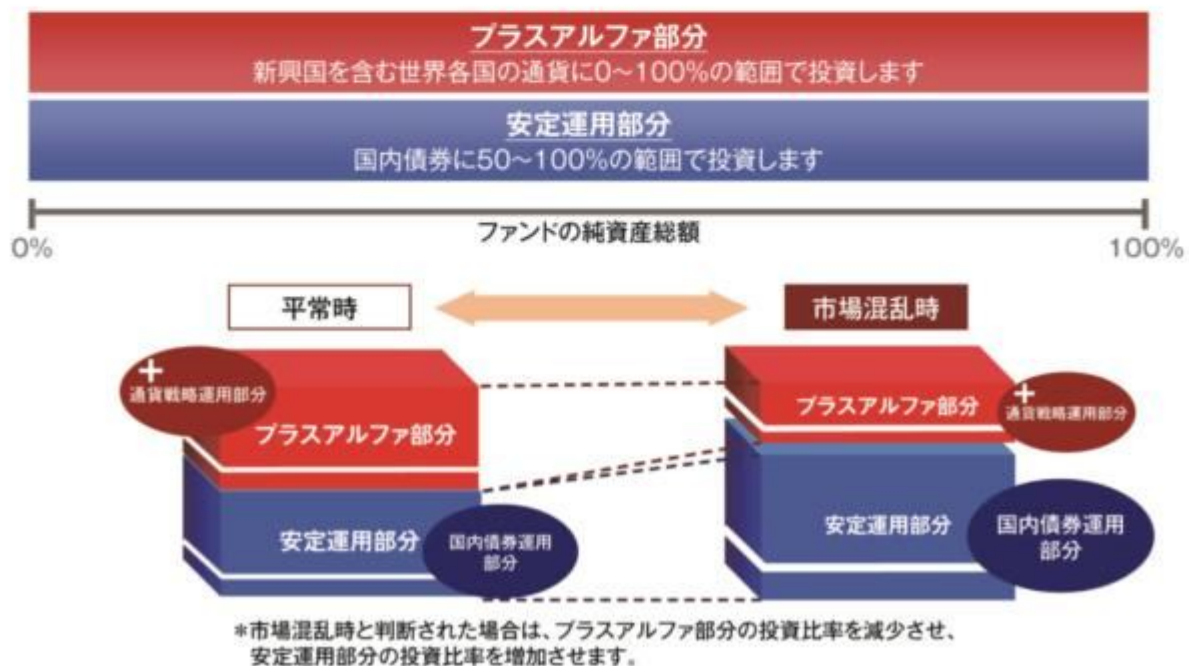 プラスアルファ部分
新興国を含む世界各国の通貨に0～100%の範囲で投資します
安定運用部分
国内債券に50～100%の範囲で投資します
0%
ファンドの純資産総額
100%
平常時
市場混乱時
+
通貨戦略運用部分
プラスアルファ部分
安定運用部分
国内債券運用
部分
プラスアルファ部分
+
通貨戦略運用部分
安定運用部分
国内債券運用
部分
*市場混乱時と判断された場合は、プラスアルファ部分の投資比率を減少させ、
安定運用部分の投資比率を増加させます。